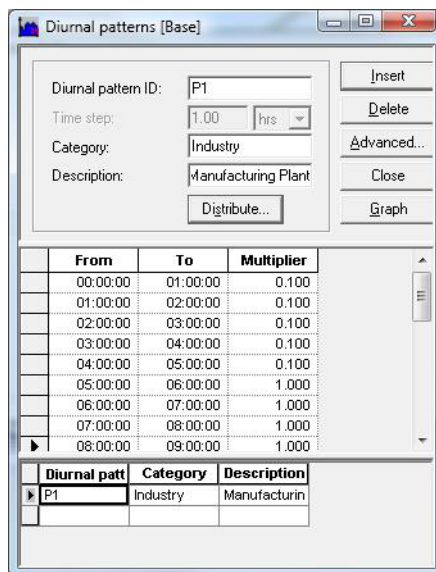 Diurnal patterns [Base]
Diurnal pattern ID: P1
Time step: 1.00 hrs
Category: Industry
Description: Manufacturing Plant
Distribute...
Insert
Delete
Advanced...
Close
Graph
From To Multiplier
00:00:00 01:00:00 0.100
01:00:00 02:00:00 0.100
02:00:00 03:00:00 0.100
03:00:00 04:00:00 0.100
04:00:00 05:00:00 0.100
05:00:00 06:00:00 1.000
06:00:00 07:00:00 1.000
07:00:00 08:00:00 1.000
08:00:00 09:00:00 1.000
Diurnal patt Category Description
P1 Industry Manufacturin